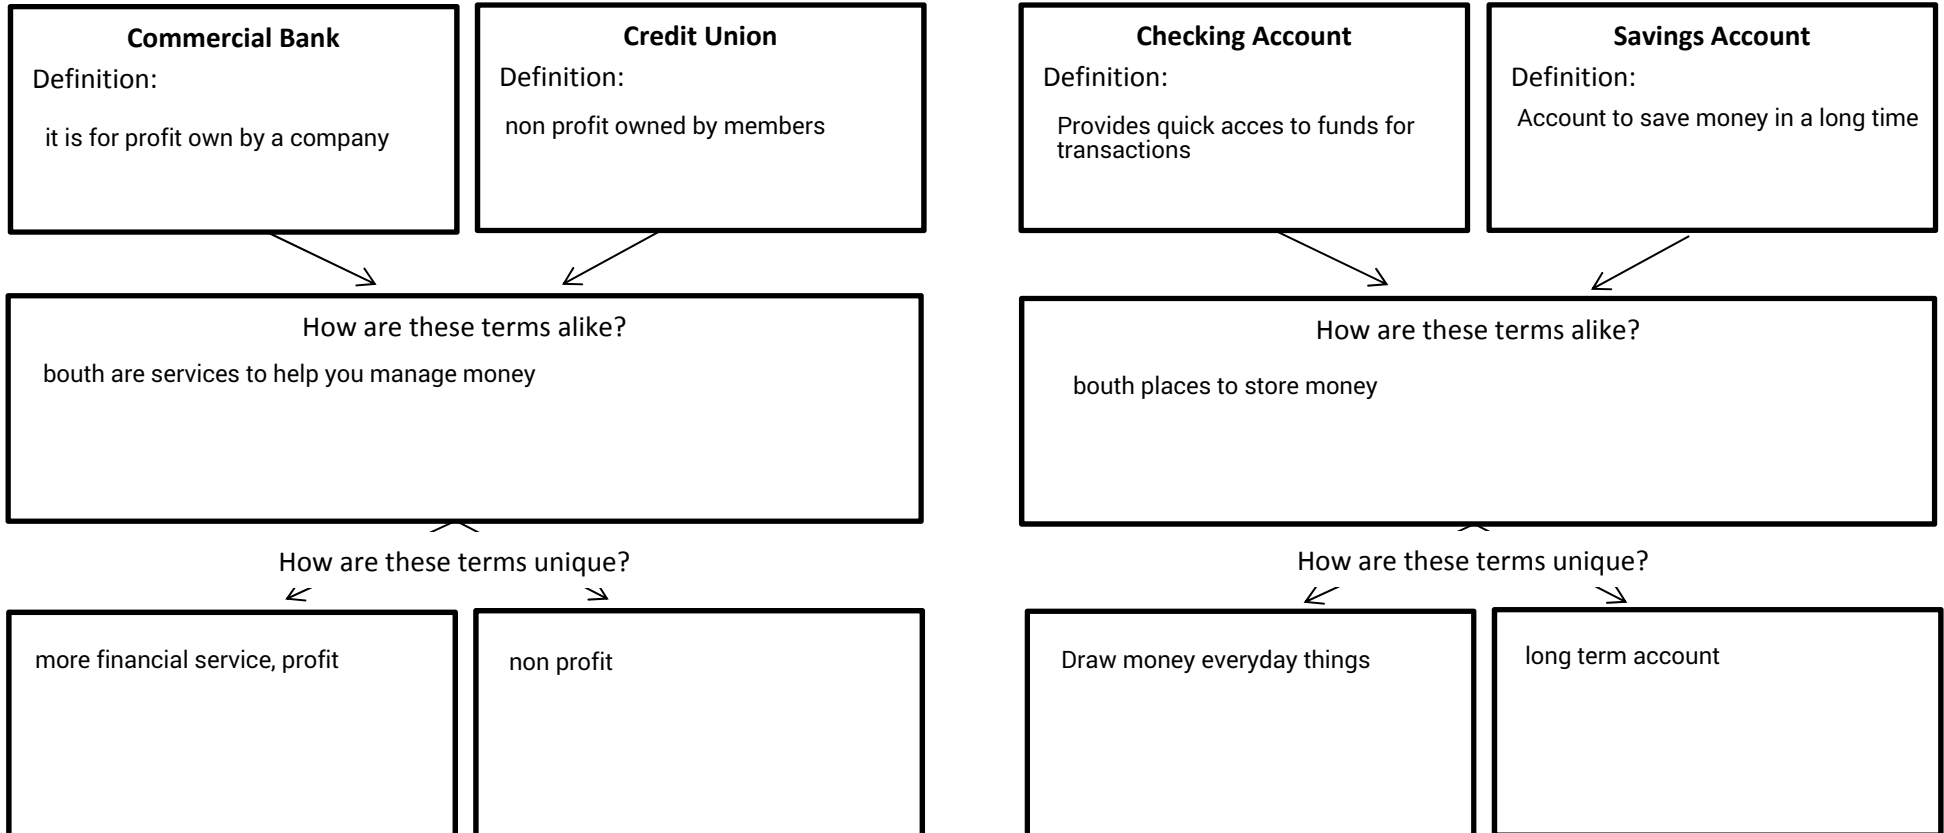 Commercial Bank
Definition:
it is for profit own by a company
Credit Union
Definition:
non profit owned by members
How are these terms alike?
bouth are services to help you manage money
How are these terms unique?
more financial service, profit
non profit
Checking Account
Definition:
Provides quick acces to funds for
transactions
Savings Account
Definition:
Account to save money in a long time
How are these terms alike?
bouth places to store money
How are these terms unique?
Draw money everyday things
long term account